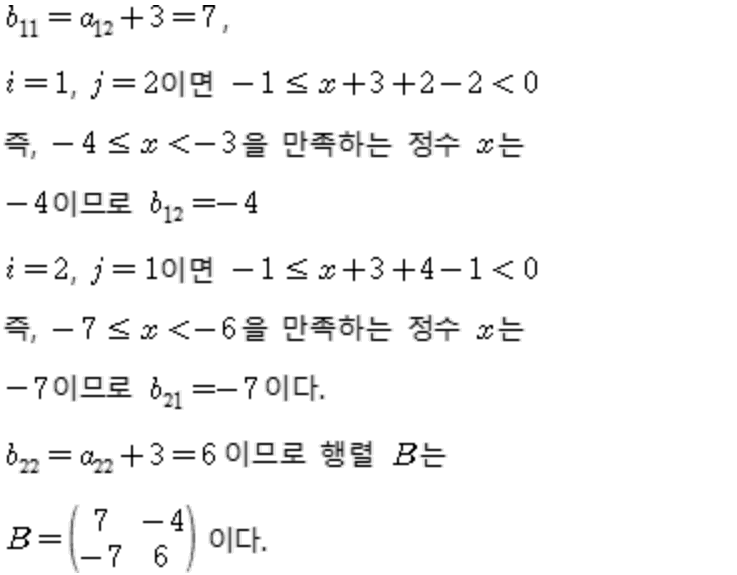 b₁₁ = a₁₂ + 3 = 7,
i = 1, j = 2이면 −1 ≤ x + 3 + 2 − 2 < 0
즉, −4 ≤ x < −3을 만족하는 정수 x는
−4이므로 b₁₂ = −4
i = 2, j = 1이면 −1 ≤ x + 3 + 4 − 1 < 0
즉, −7 ≤ x < −6을 만족하는 정수 x는
−7이므로 b₂₁ = −7이다.
b₂₂ = a₂₂ + 3 = 6이므로 행렬 B는
B = (7 −4
−7 6) 이다.